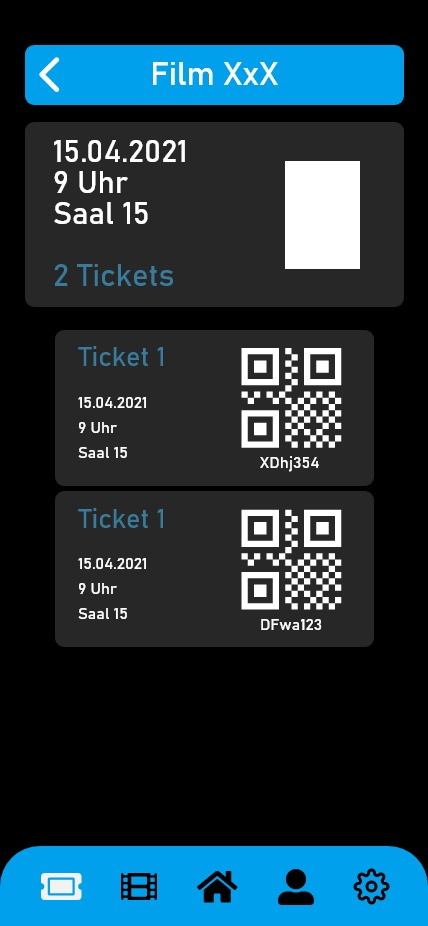 Film XxX
15.04.2021
9 Uhr
Saal 15
2 Tickets
Ticket 1
15.04.2021
9 Uhr
Saal 15
XDhj354
Ticket 1
15.04.2021
9 Uhr
Saal 15
DFwa123